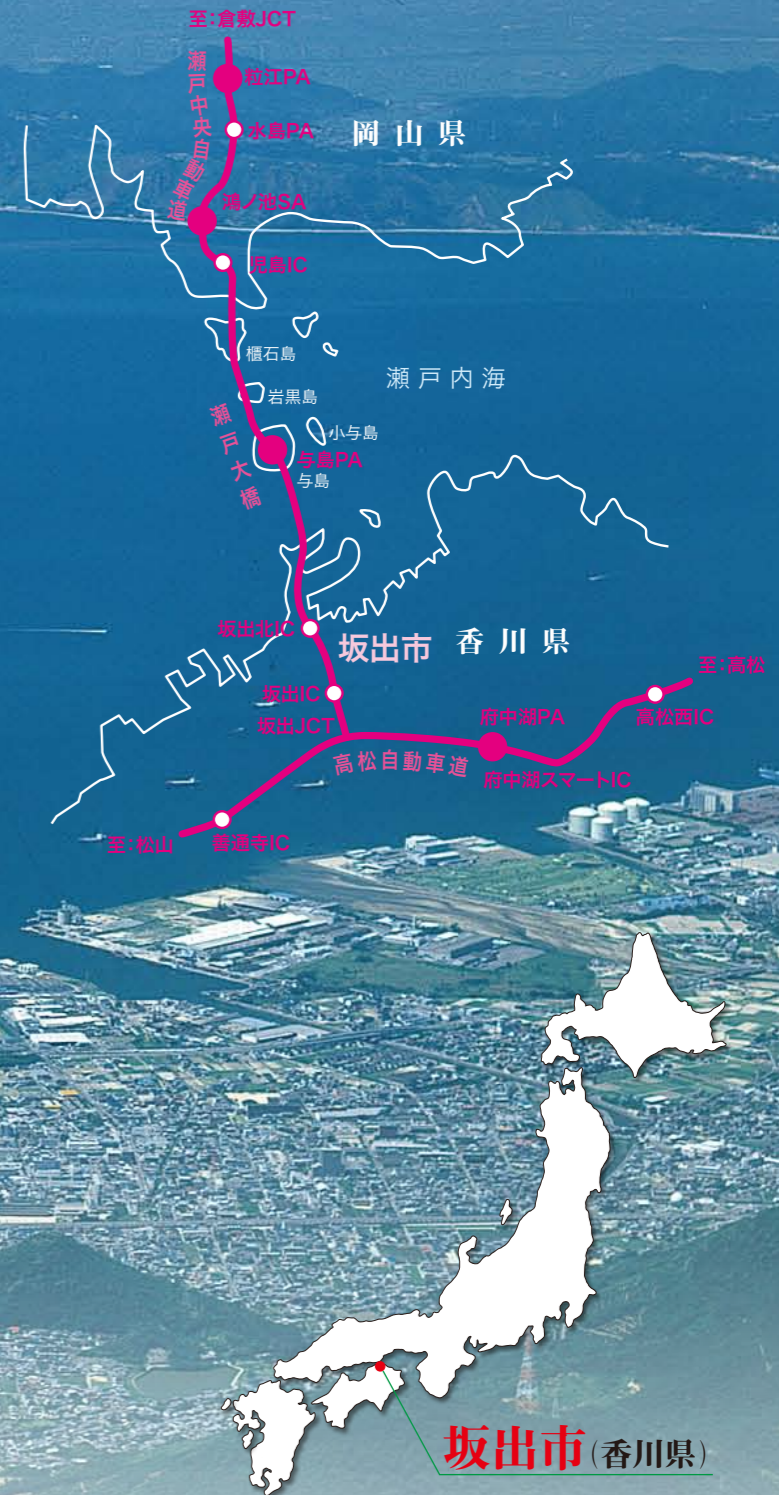 至:倉敷JCT
粒江PA
瀬戸中央自動車道
水島PA
岡山県
鴻ノ池SA
児島IC
櫃石島
瀬戸内海
岩黒島
瀬戸大橋
小与島
与島PA
与島
坂出北IC
坂出市
香川県
至:高松
坂出IC
高松西IC
府中湖PA
坂出JCT
高松自動車道
府中湖スマートIC
至:松山
善通寺IC
坂出市(香川県)